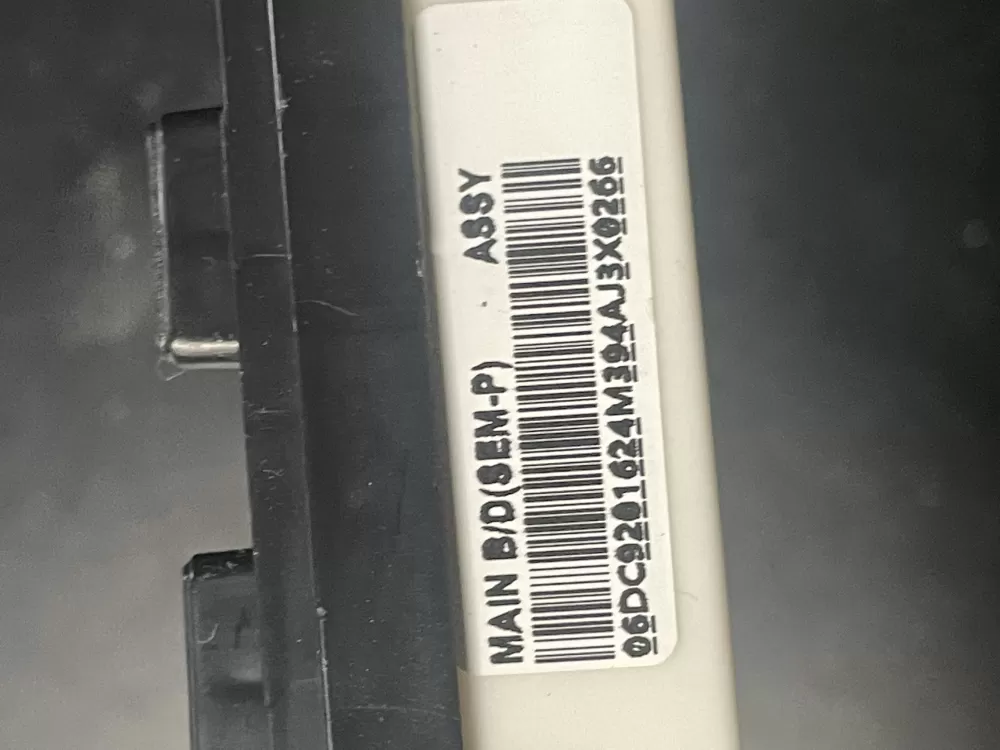 MAIN B/D(SEM-P) ASSY
06DC9201624M394AJ3X0266